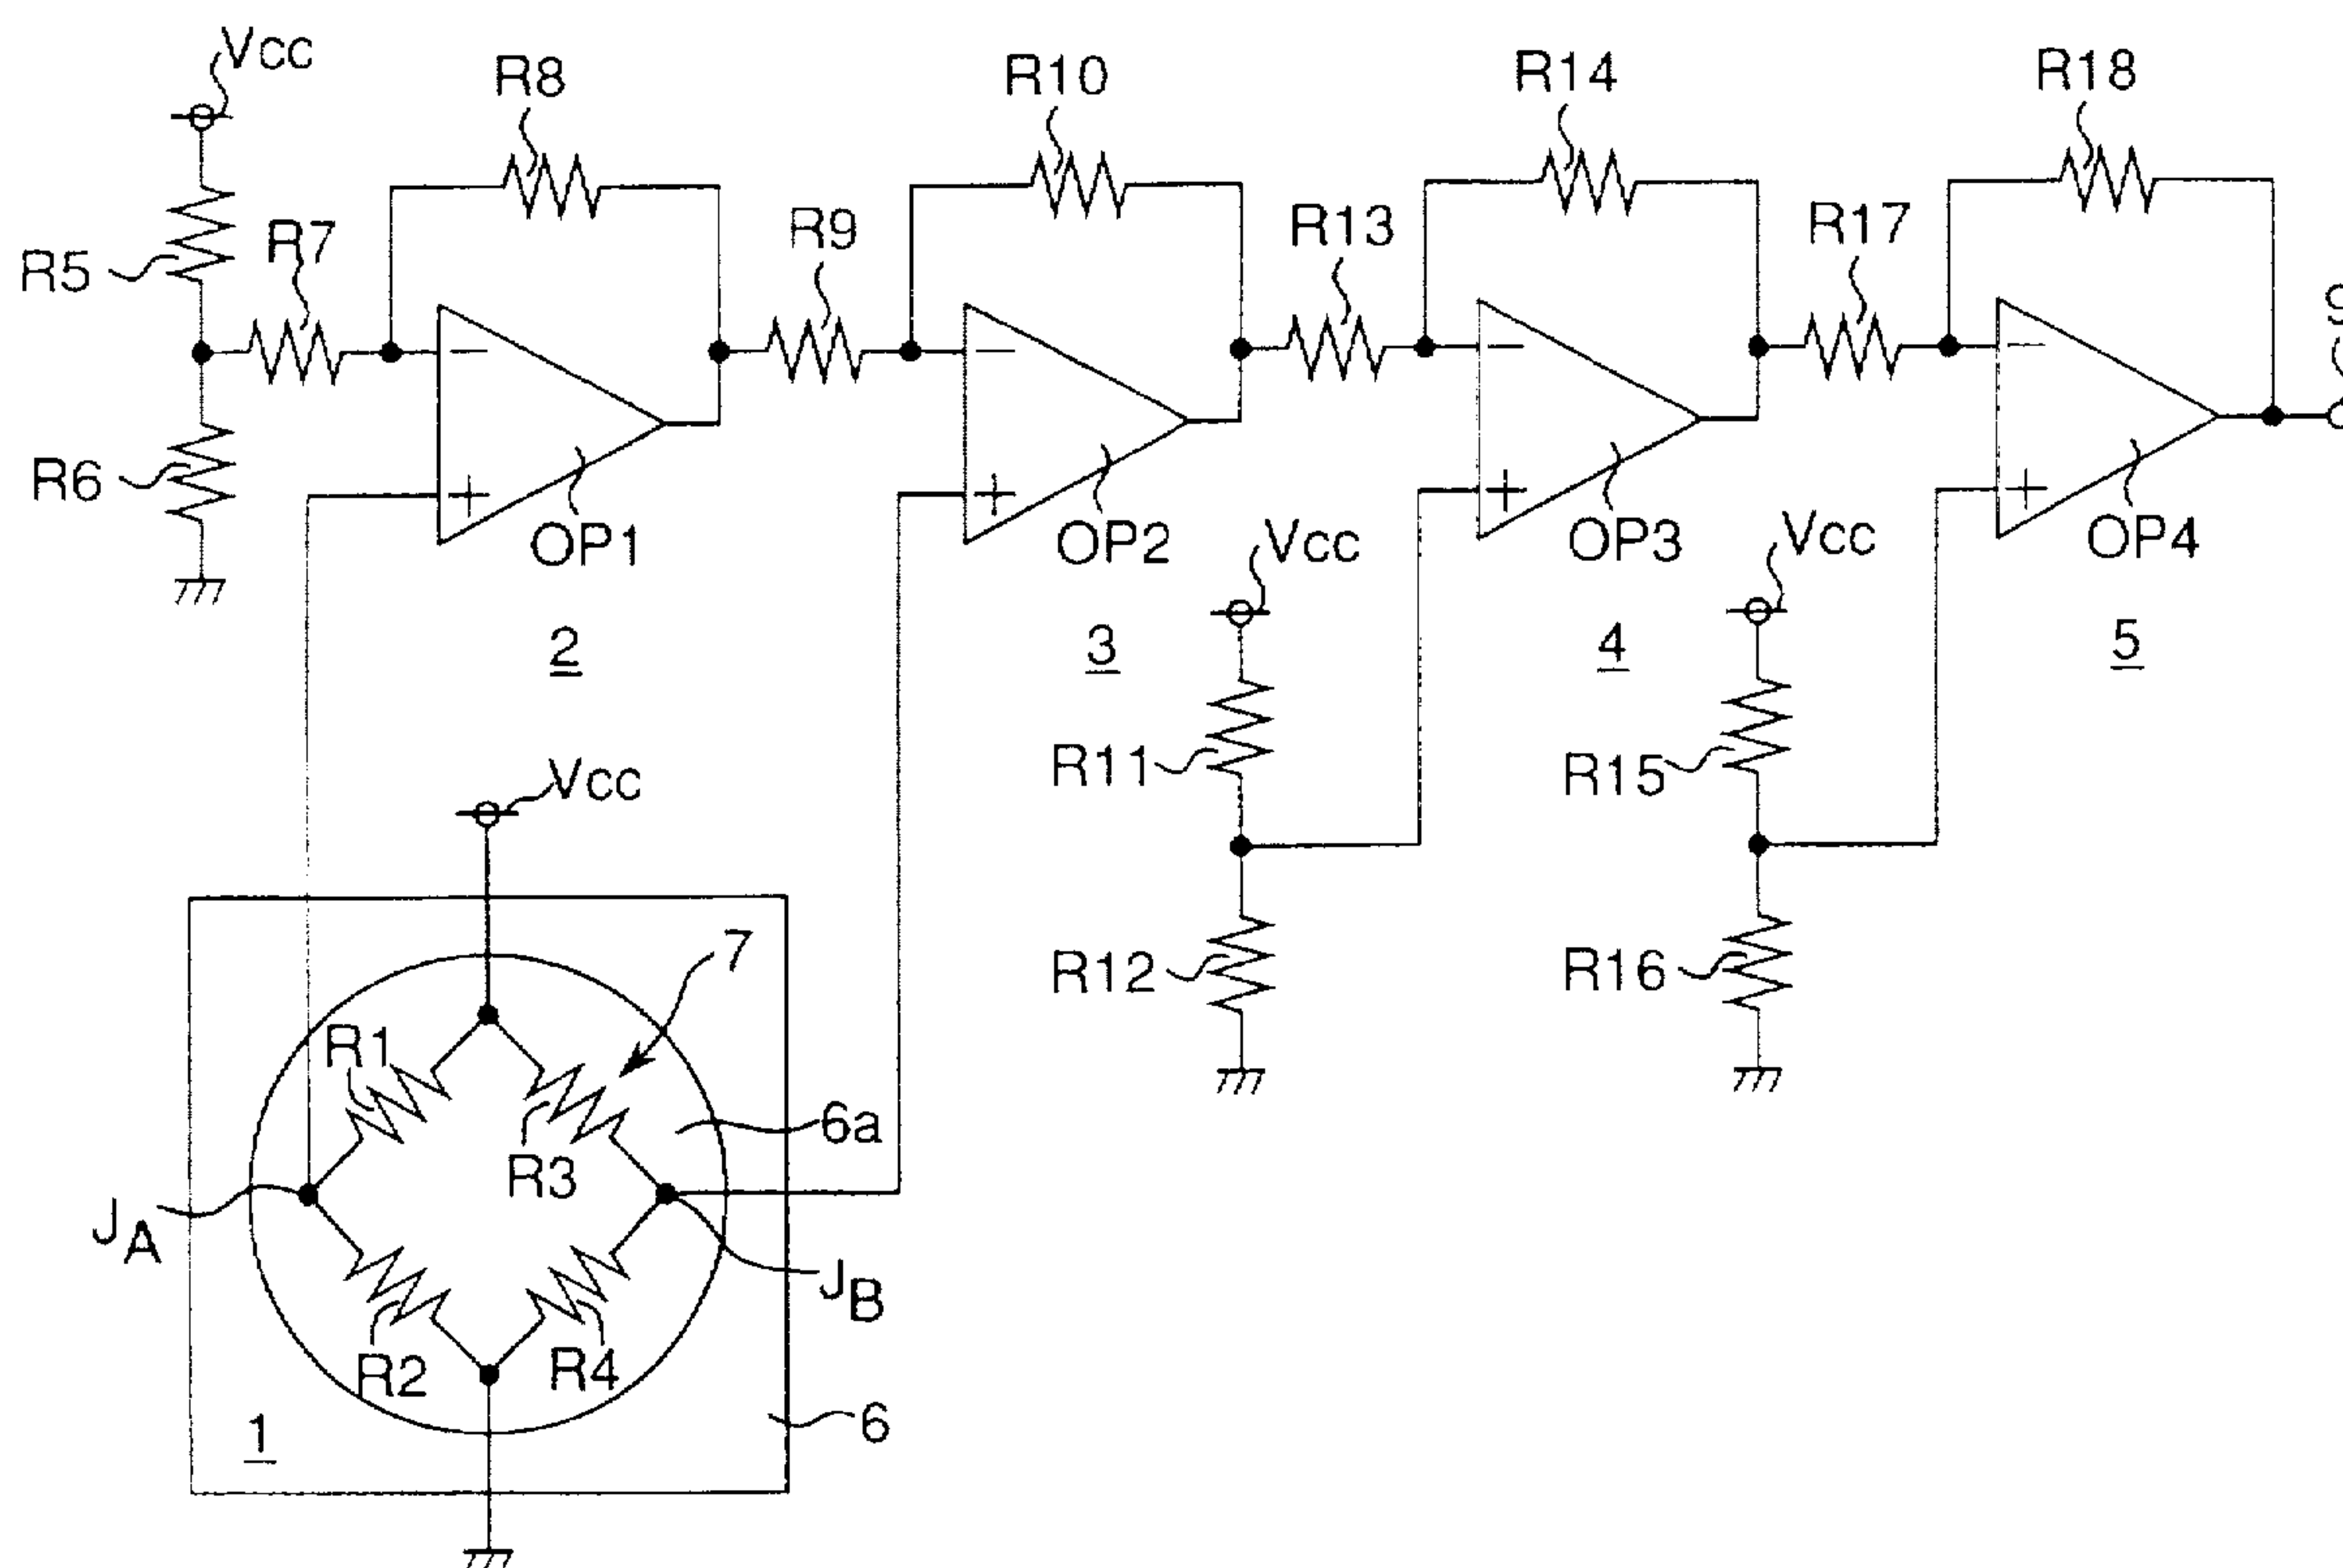 Vcc
R8
R10
R14
R18
R5
R7
R9
R13
R17
R6
OP1
OP2
OP3
OP4
Vcc
Vcc
2
3
4
5
R11
R15
Vcc
R12
R16
7
R1
6a
R3
JA
JB
R2
R4
6
1